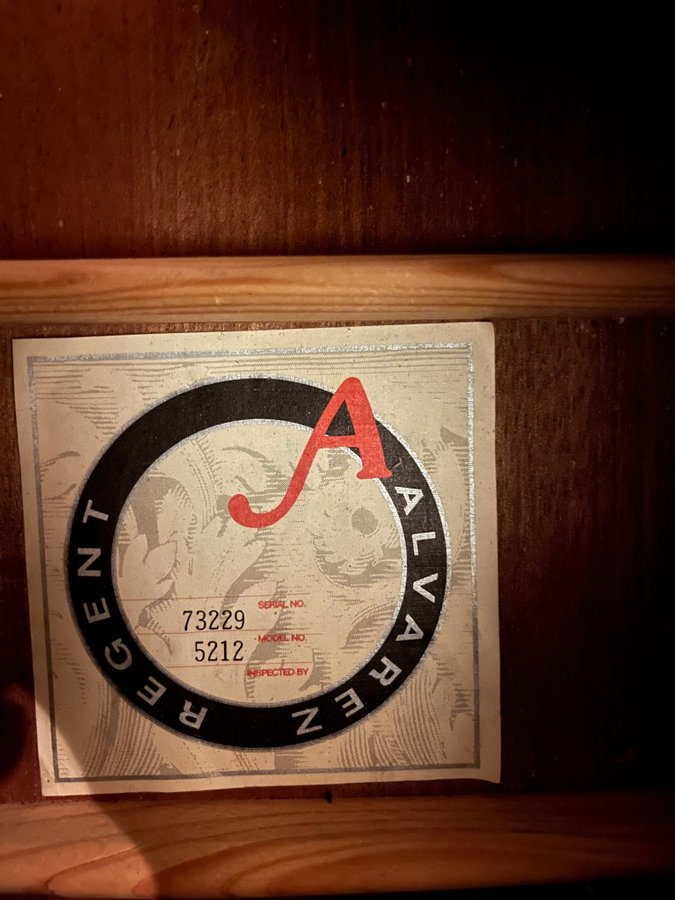 A
ALVAREZ
REGENT
SERIAL NO.
73229
MODEL NO.
5212
INSPECTED BY